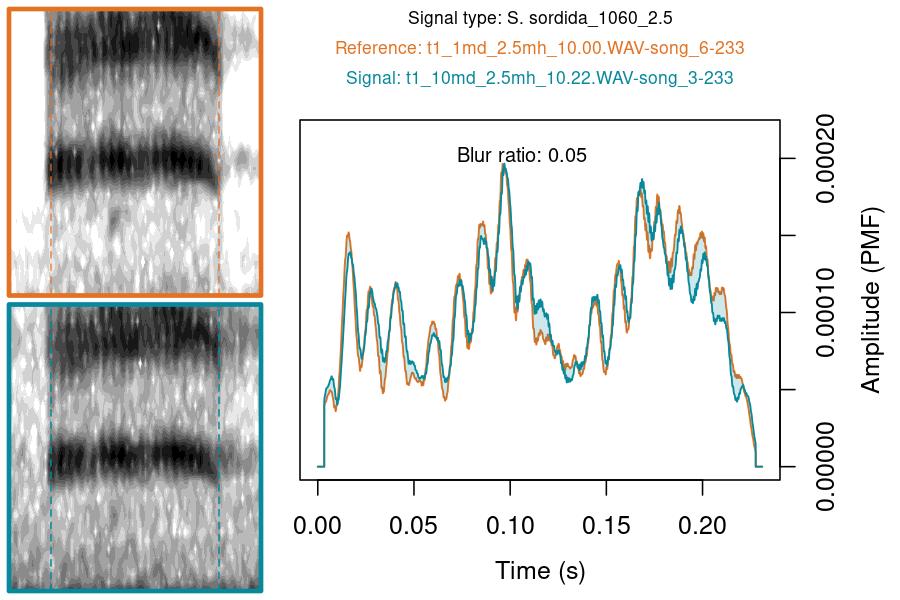 Signal type: S. sordida_1060_2.5
Reference: t1_1md_2.5mh_10.00.WAV-song_6-233
Signal: t1_10md_2.5mh_10.22.WAV-song_3-233
Blur ratio: 0.05
0.00020
0.00010
0.00000
Amplitude (PMF)
0.00 0.05 0.10 0.15 0.20
Time (s)